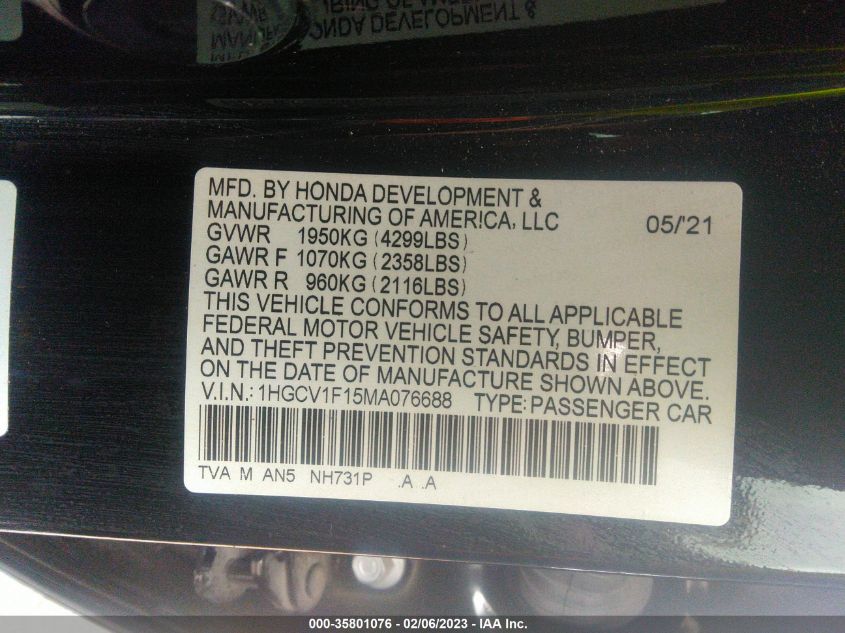 MANUFA
HONDA DEVELOPMENT &
MFD. BY HONDA DEVELOPMENT &
MANUFACTURING OF AMERICA, LLC 05/'21
GVWR 1950KG (4299LBS)
GAWR F 1070KG (2358LBS)
GAWR R 960KG (2116LBS)
THIS VEHICLE CONFORMS TO ALL APPLICABLE
FEDERAL MOTOR VEHICLE SAFETY, BUMPER,
AND THEFT PREVENTION STANDARDS IN EFFECT
ON THE DATE OF MANUFACTURE SHOWN ABOVE.
V.I.N.: 1HGCV1F15MA076688 TYPE: PASSENGER CAR
TVA M AN5 NH731P .A .A
000-35801076 - 02/06/2023 - IAA Inc.